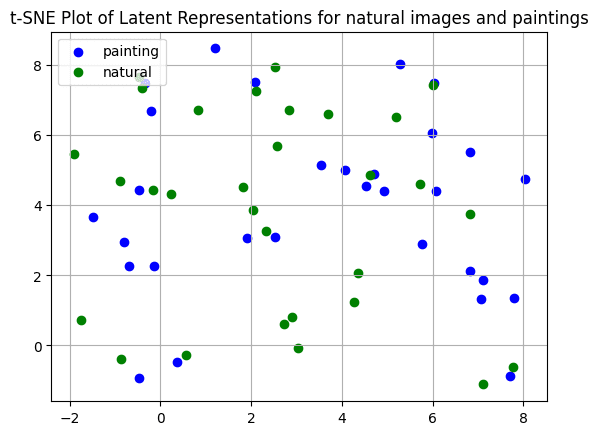 t-SNE Plot of Latent Representations for natural images and paintings
painting
natural
8
6
4
2
0
−2 0 2 4 6 8